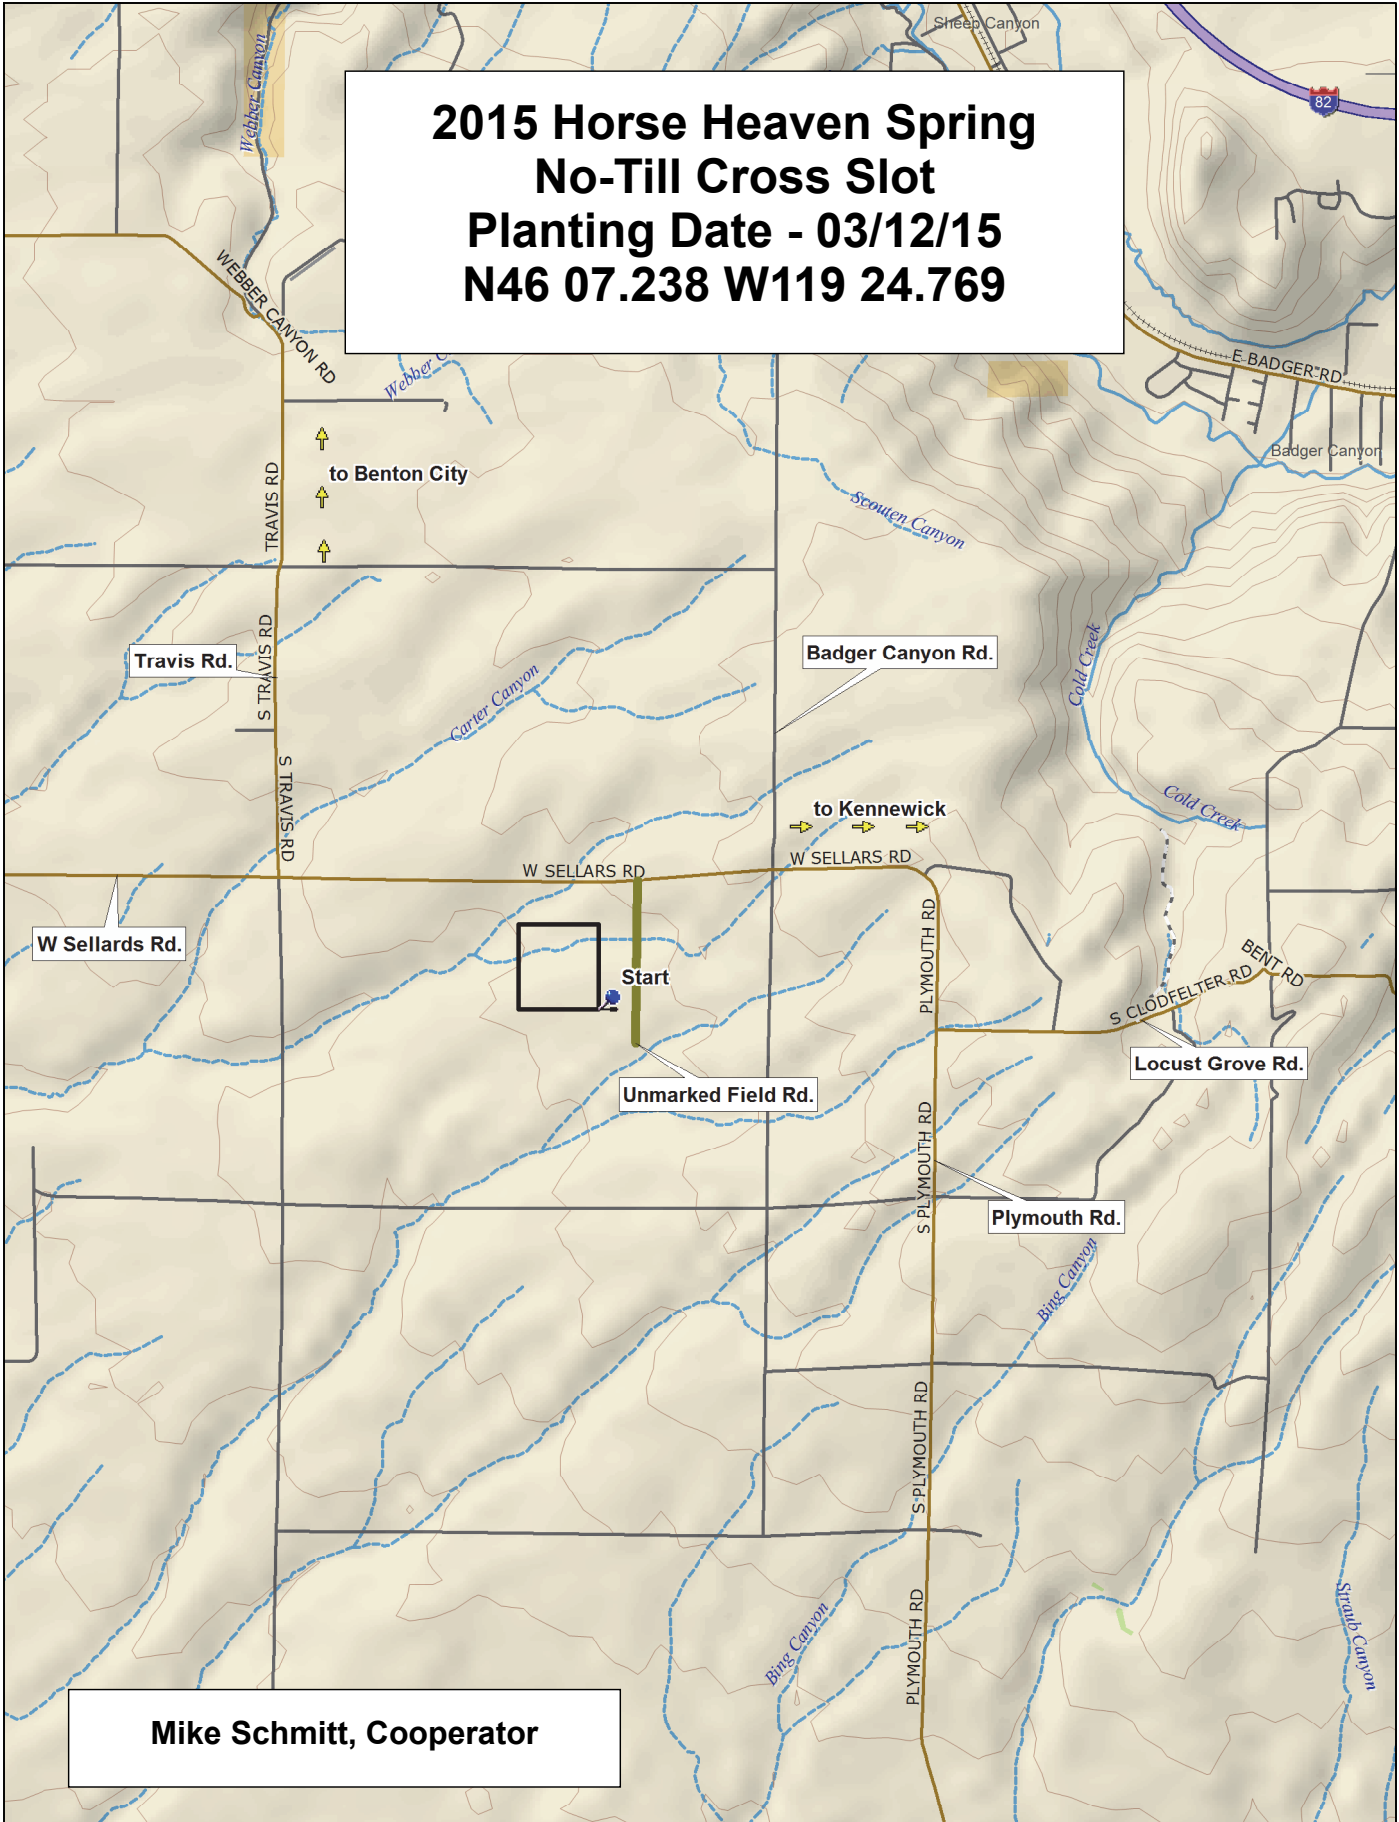 Sheep Canyon
82
Webber Canyon
2015 Horse Heaven Spring
No-Till Cross Slot
Planting Date - 03/12/15
N46 07.238 W119 24.769
WEBBER CANYON RD
Webber C
E BADGER RD
Badger Canyon
to Benton City
TRAVIS RD
Scouten Canyon
S TRAVIS RD
Travis Rd.
Badger Canyon Rd.
Cold Creek
Carter Canyon
S TRAVIS RD
to Kennewick
Cold Creek
W SELLARS RD
W SELLARS RD
W Sellards Rd.
PLYMOUTH RD
BENT RD
Start
S CLODFELTER RD
Locust Grove Rd.
Unmarked Field Rd.
S PLYMOUTH RD
Plymouth Rd.
Bing Canyon
S PLYMOUTH RD
Bing Canyon
PLYMOUTH RD
Straub Canyon
Mike Schmitt, Cooperator